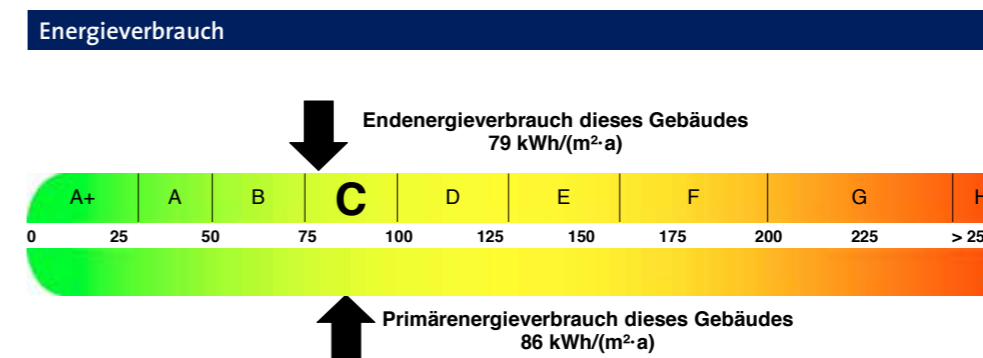 Energieverbrauch
Endenergieverbrauch dieses Gebäudes
79 kWh/(m²·a)
A+ A B C D E F G H
0 25 50 75 100 125 150 175 200 225 > 25
Primärenergieverbrauch dieses Gebäudes
86 kWh/(m²·a)